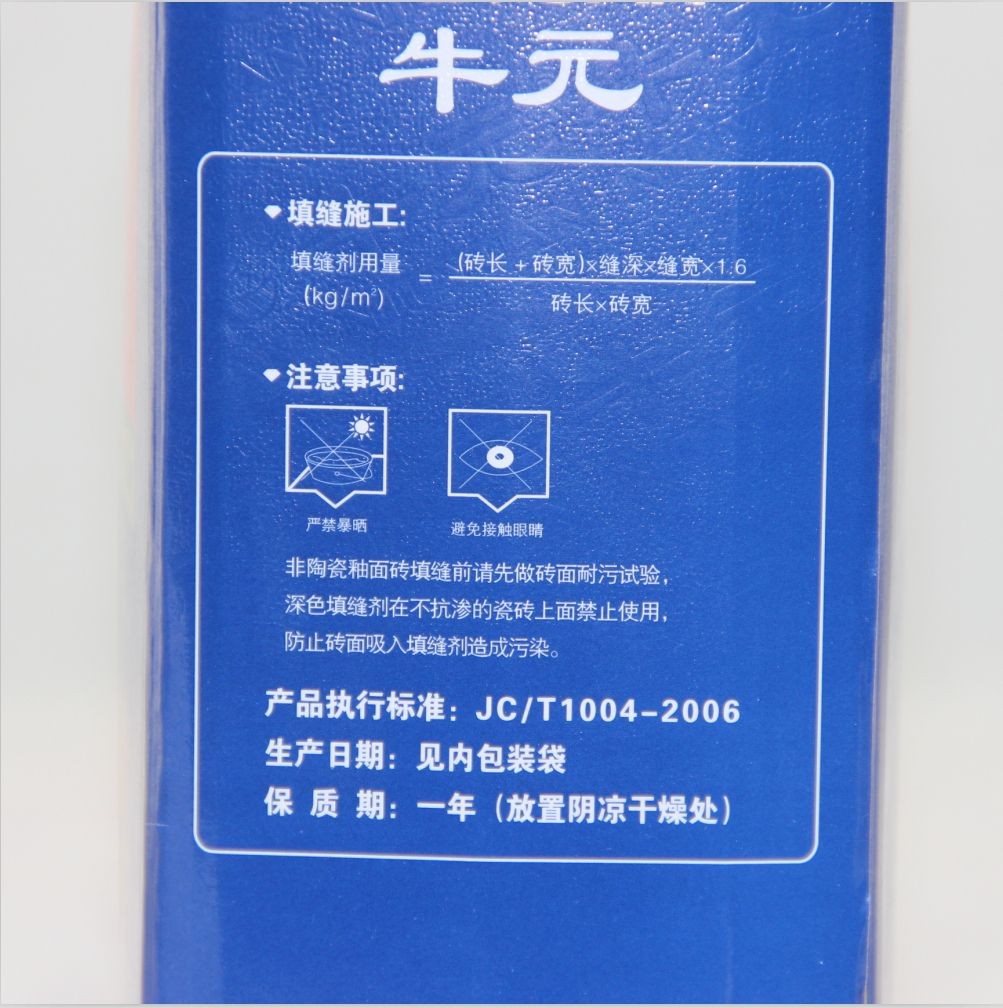 牛元
填缝施工:
填缝剂用量
(kg/m²)
=
(砖长+砖宽)×缝深×缝宽×1.6
砖长×砖宽
注意事项:
严禁暴晒
避免接触眼睛
非陶瓷釉面砖填缝前请先做砖面耐污试验,
深色填缝剂在不抗渗的瓷砖上面禁止使用,
防止砖面吸入填缝剂造成污染。
产品执行标准: JC/T1004-2006
生产日期: 见内包装袋
保 质 期: 一年 (放置阴凉干燥处)